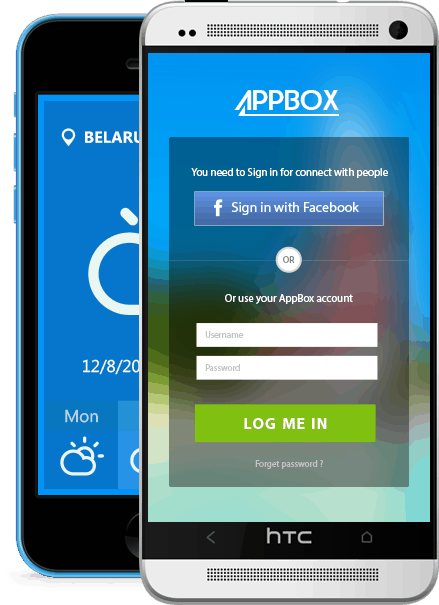 BELARU
12/8/20
Mon
APPBOX
You need to Sign in for connect with people
f Sign in with Facebook
OR
Or use your AppBox account
Username
Password
LOG ME IN
Forget password ?
hTC